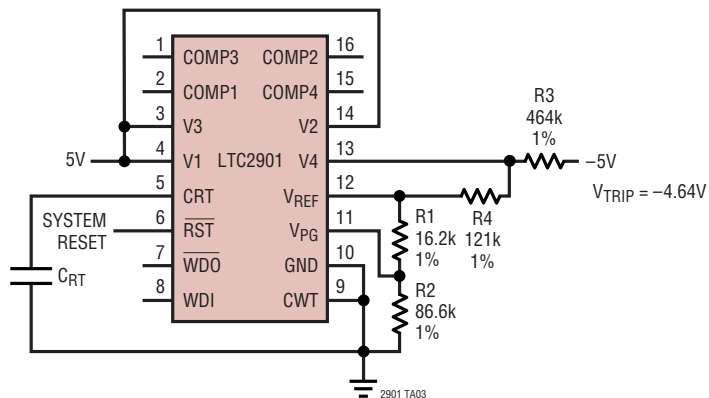 1 COMP3 COMP2 16
2 COMP1 COMP4 15
3 V3 V2 14
5V 4 V1 LTC2901 V4 13
5 CRT VREF 12
SYSTEM RESET 6 RST VPG 11
7 WDO GND 10
8 WDI CWT 9
CRT
R3
464k
1%
–5V
VTRIP = –4.64V
R4
121k
1%
R1
16.2k
1%
R2
86.6k
1%
2901 TA03